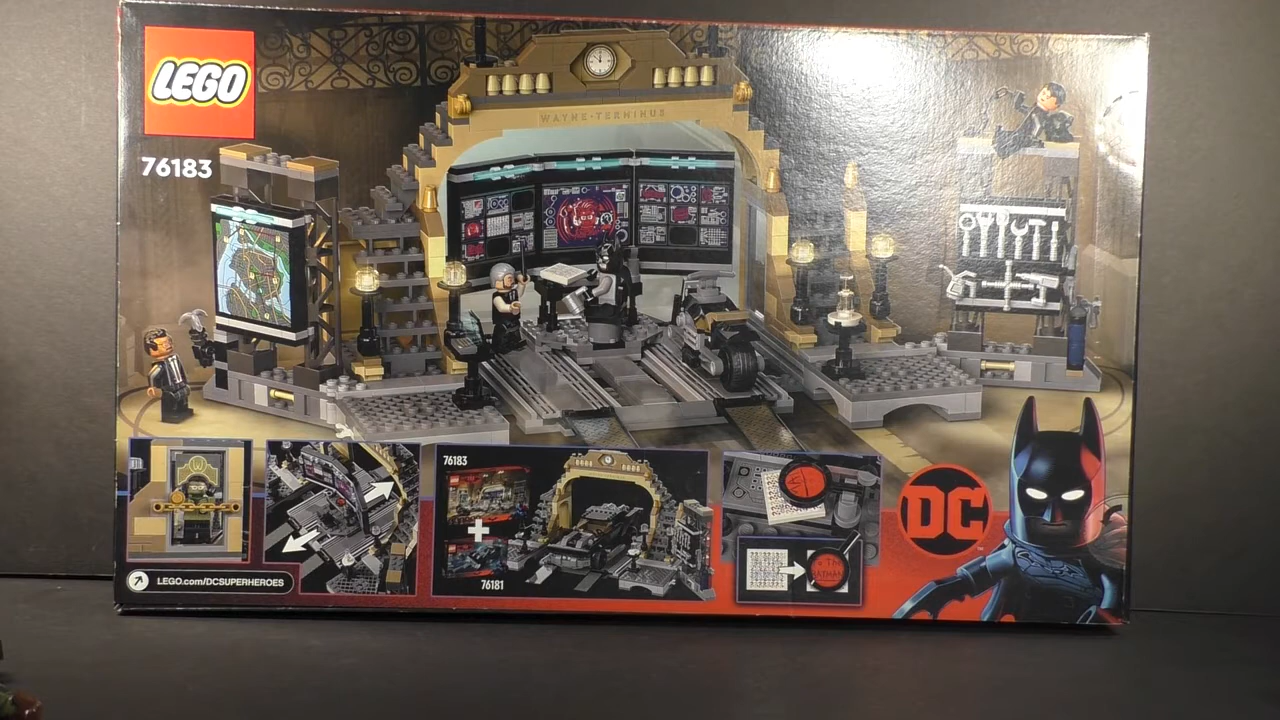 LEGO
76183
WAYNE•TERMINUS
76183
76181
LEGO.com/DCSUPERHEROES
DC